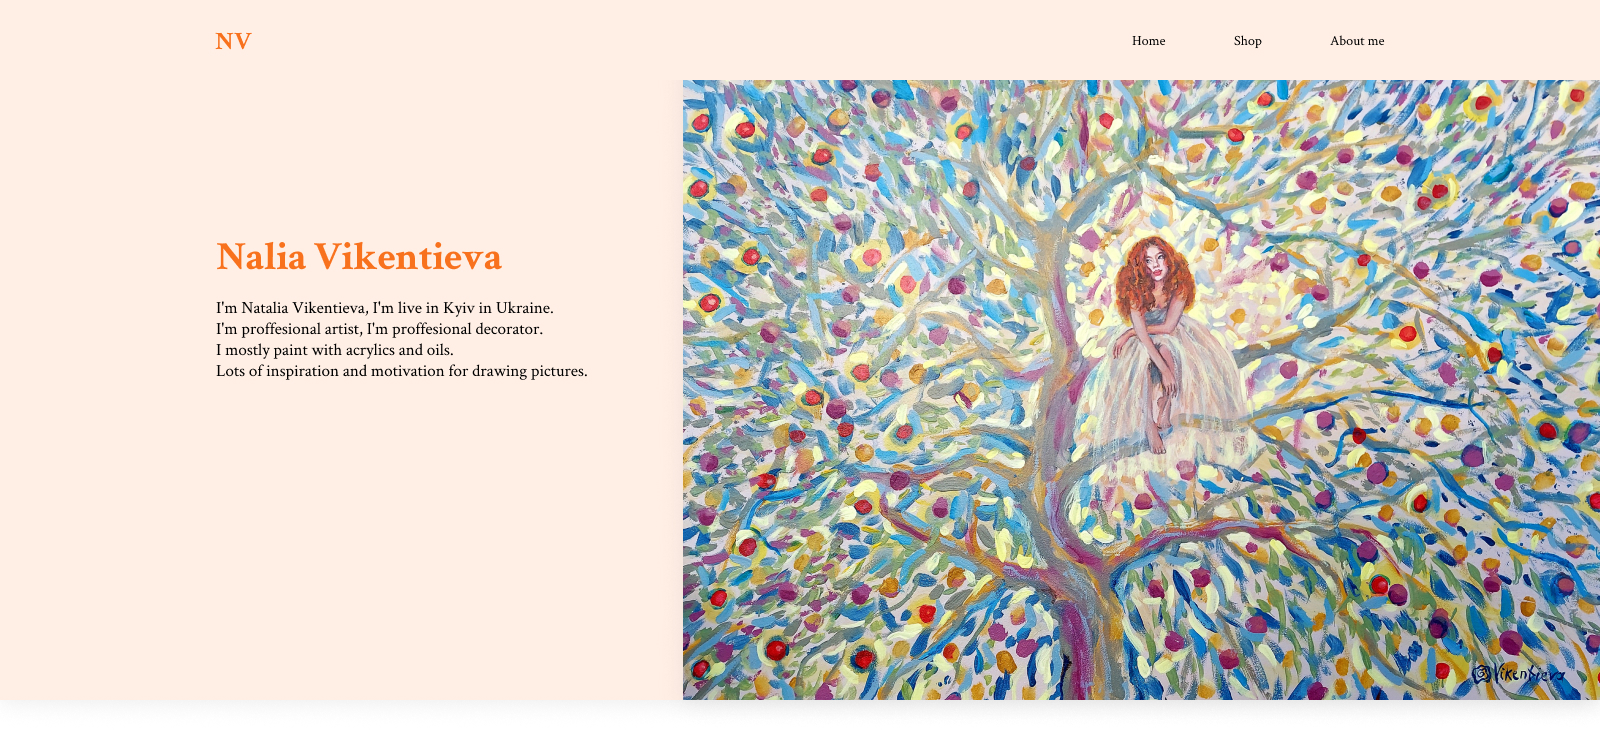 NV
Home
Shop
About me
Nalia Vikentieva
I'm Natalia Vikentieva, I'm live in Kyiv in Ukraine.
I'm proffesional artist, I'm proffesional decorator.
I mostly paint with acrylics and oils.
Lots of inspiration and motivation for drawing pictures.
Vikentieva